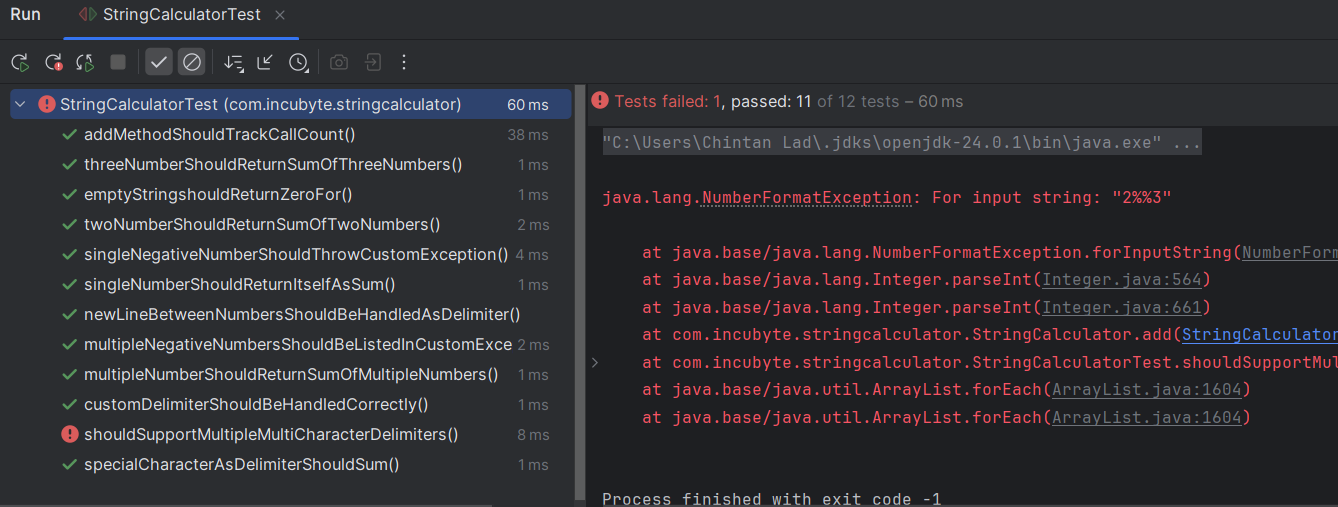 Run StringCalculatorTest
StringCalculatorTest (com.incubyte.stringcalculator) 60 ms
addMethodShouldTrackCallCount() 38 ms
threeNumberShouldReturnSumOfThreeNumbers() 1 ms
emptyStringshouldReturnZeroFor() 1 ms
twoNumberShouldReturnSumOfTwoNumbers() 2 ms
singleNegativeNumberShouldThrowCustomException() 4 ms
singleNumberShouldReturnItselfAsSum() 1 ms
newLineBetweenNumbersShouldBeHandledAsDelimiter()
multipleNegativeNumbersShouldBeListedInCustomExce 2 ms
multipleNumberShouldReturnSumOfMultipleNumbers() 1 ms
customDelimiterShouldBeHandledCorrectly() 1 ms
shouldSupportMultipleMultiCharacterDelimiters() 8 ms
specialCharacterAsDelimiterShouldSum() 1 ms
Tests failed: 1, passed: 11 of 12 tests – 60 ms
"C:\Users\Chintan Lad\.jdks\openjdk-24.0.1\bin\java.exe" ...
java.lang.NumberFormatException: For input string: "2%%3"
at java.base/java.lang.NumberFormatException.forInputString(NumberForm
at java.base/java.lang.Integer.parseInt(Integer.java:564)
at java.base/java.lang.Integer.parseInt(Integer.java:661)
at com.incubyte.stringcalculator.StringCalculator.add(StringCalculator
at com.incubyte.stringcalculator.StringCalculatorTest.shouldSupportMul
at java.base/java.util.ArrayList.forEach(ArrayList.java:1604)
at java.base/java.util.ArrayList.forEach(ArrayList.java:1604)
Process finished with exit code -1